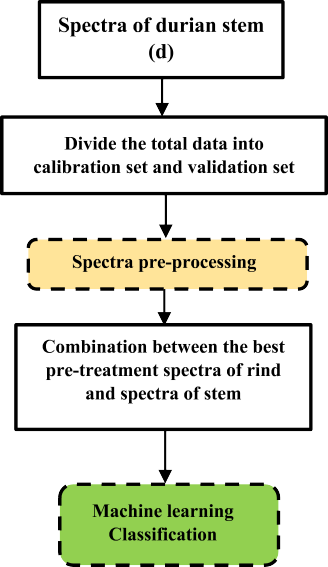 Spectra of durian stem
(d)
Divide the total data into
calibration set and validation set
Spectra pre-processing
Combination between the best
pre-treatment spectra of rind
and spectra of stem
Machine learning
Classification